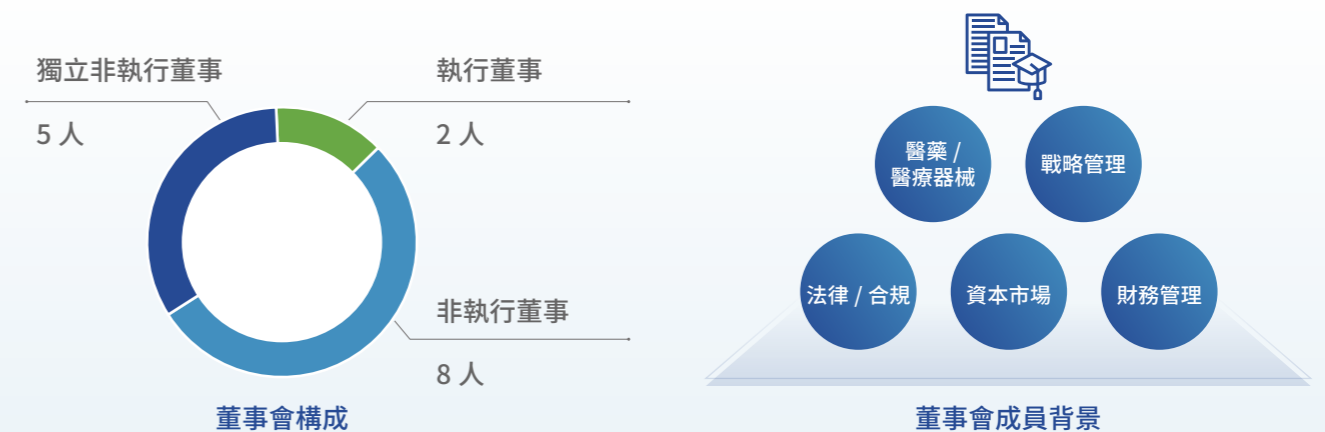 獨立非執行董事
5 人
執行董事
2 人
非執行董事
8 人
董事會構成
醫藥 /
醫療器械
戰略管理
法律 / 合規
資本市場
財務管理
董事會成員背景